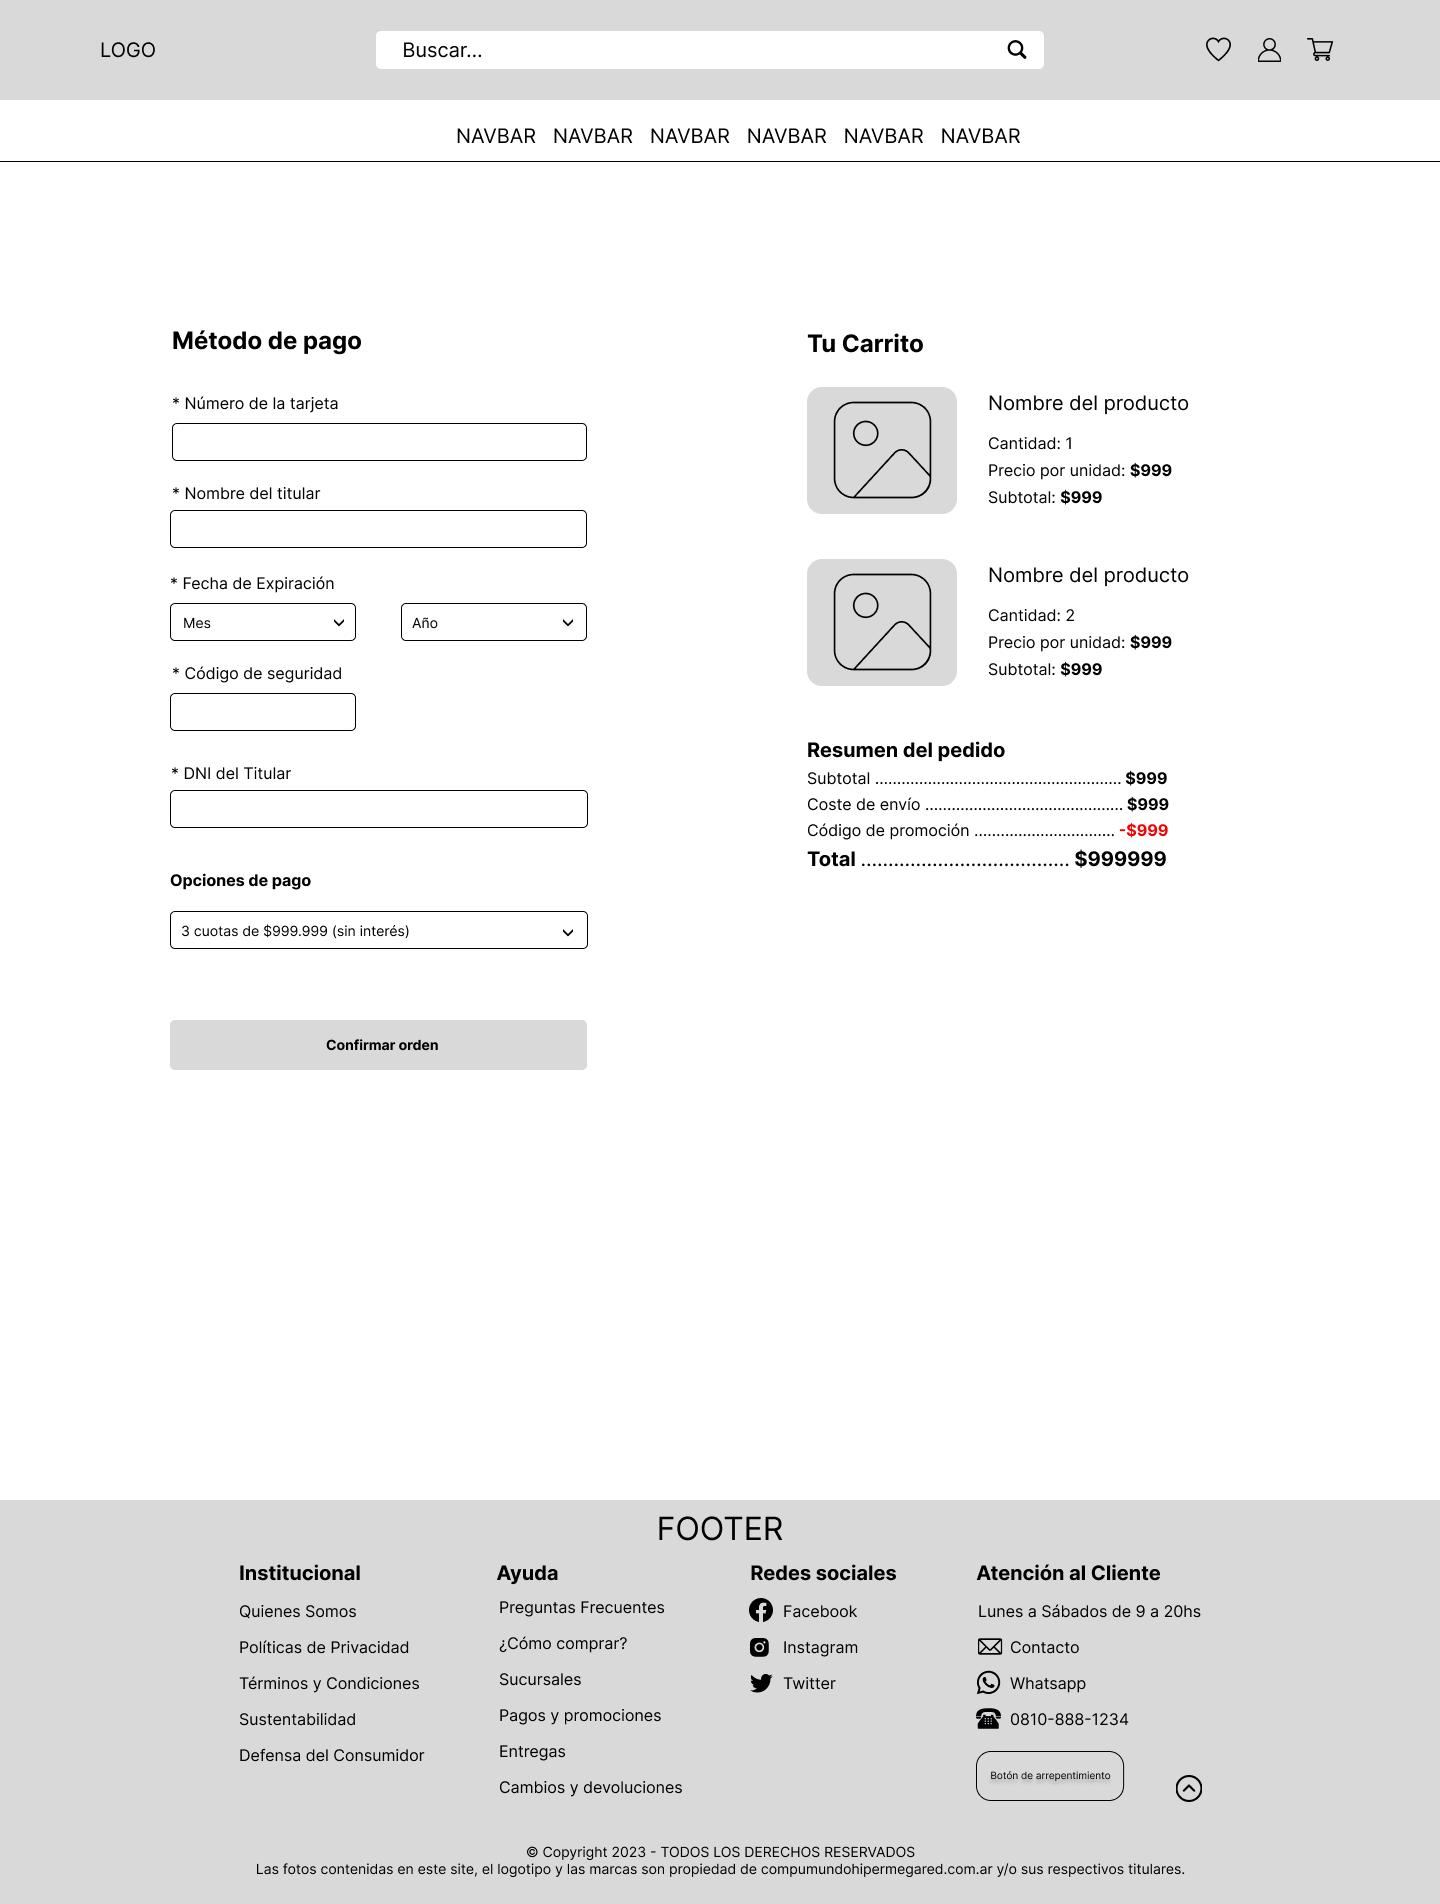 LOGO
Buscar...
NAVBAR NAVBAR NAVBAR NAVBAR NAVBAR NAVBAR
Método de pago
* Número de la tarjeta
* Nombre del titular
* Fecha de Expiración
Mes
Año
* Código de seguridad
* DNI del Titular
Opciones de pago
3 cuotas de $999.999 (sin interés)
Confirmar orden
Tu Carrito
Nombre del producto
Cantidad: 1
Precio por unidad: $999
Subtotal: $999
Nombre del producto
Cantidad: 2
Precio por unidad: $999
Subtotal: $999
Resumen del pedido
Subtotal ........................................................ $999
Coste de envío ............................................. $999
Código de promoción ................................ -$999
Total ...................................... $999999
FOOTER
Institucional
Quienes Somos
Políticas de Privacidad
Términos y Condiciones
Sustentabilidad
Defensa del Consumidor
Ayuda
Preguntas Frecuentes
¿Cómo comprar?
Sucursales
Pagos y promociones
Entregas
Cambios y devoluciones
Redes sociales
Facebook
Instagram
Twitter
Atención al Cliente
Lunes a Sábados de 9 a 20hs
Contacto
Whatsapp
0810-888-1234
Botón de arrepentimiento
© Copyright 2023 - TODOS LOS DERECHOS RESERVADOS
Las fotos contenidas en este site, el logotipo y las marcas son propiedad de compumundohipermegared.com.ar y/o sus respectivos titulares.